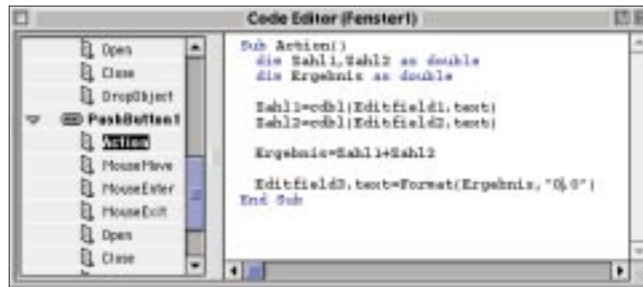 Code Editor (Fenster1)
Open
Close
DropObject
PushButton1
Action
MouseMove
MouseEnter
MouseExit
Open
Close
Sub Action()
dim Zahl1,Zahl2 as double
dim Ergebnis as double
Zahl1=cdbl(Editfield1.text)
Zahl2=cdbl(Editfield2.text)
Ergebnis=Zahl1+Zahl2
Editfield3.text=Format(Ergebnis,"0.0")
End Sub